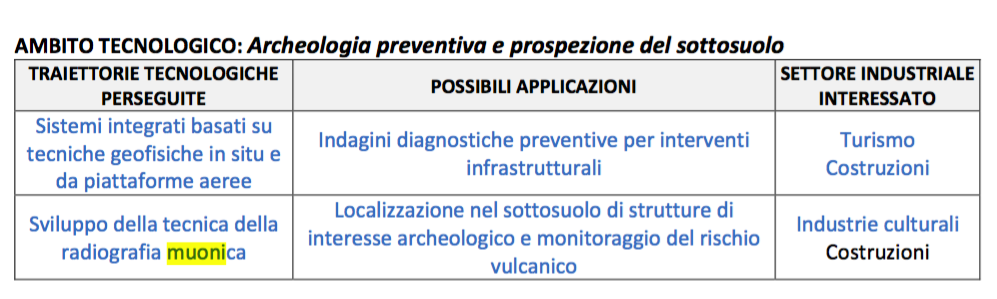 AMBITO TECNOLOGICO: Archeologia preventiva e prospezione del sottosuolo
TRAIETTORIE TECNOLOGICHE
PERSEGUITE
POSSIBILI APPLICAZIONI
SETTORE INDUSTRIALE
INTERESSATO
Sistemi integrati basati su
tecniche geofisiche in situ e
da piattaforme aeree
Indagini diagnostiche preventive per interventi
infrastrutturali
Turismo
Costruzioni
Sviluppo della tecnica della
radiografia muonica
Localizzazione nel sottosuolo di strutture di
interesse archeologico e monitoraggio del rischio
vulcanico
Industrie culturali
Costruzioni